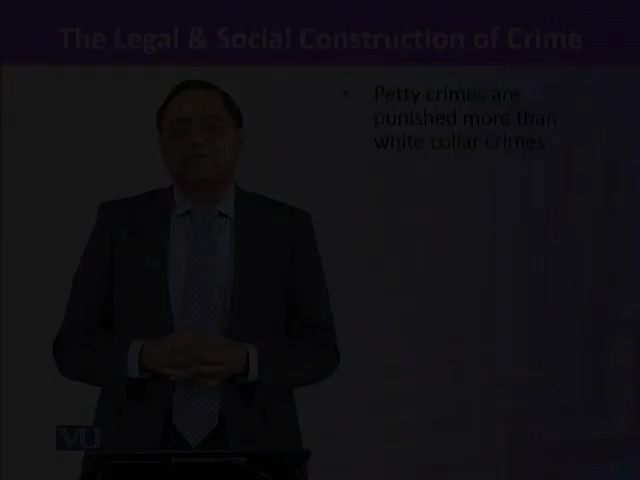 The Legal & Social Construction of Crime
• Petty crimes are
punished more than
white collar crimes
VU